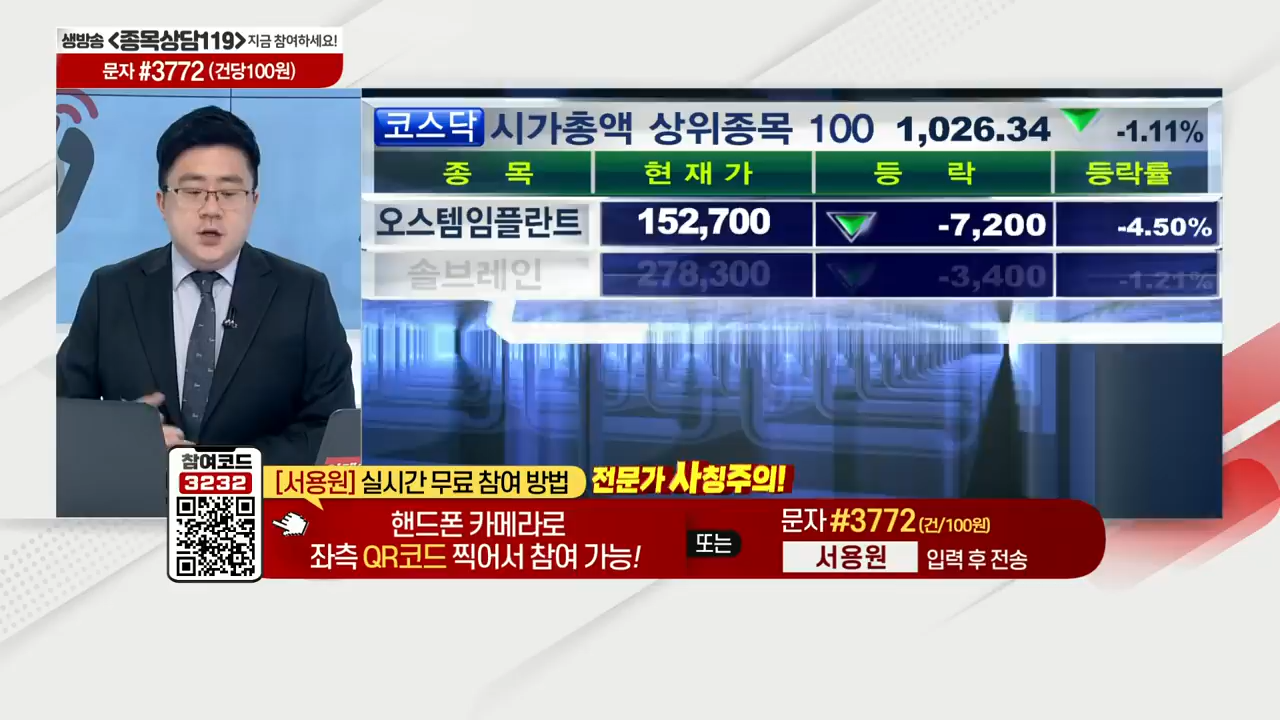 생방송 <종목상담119> 지금 참여하세요!
문자 #3772 (건당100원)
코스닥 시가총액 상위종목 100 1,026.34 -1.11%
종 목 현 재 가 등 락 등락률
오스템임플란트 152,700 -7,200 -4.50%
솔브레인 278,300 -3,400 -1.21%
참여코드
3232
[서용원] 실시간 무료 참여 방법 전문가 사칭주의!
핸드폰 카메라로
좌측 QR코드 찍어서 참여 가능!
또는
문자 #3772 (건/100원)
서용원 입력 후 전송